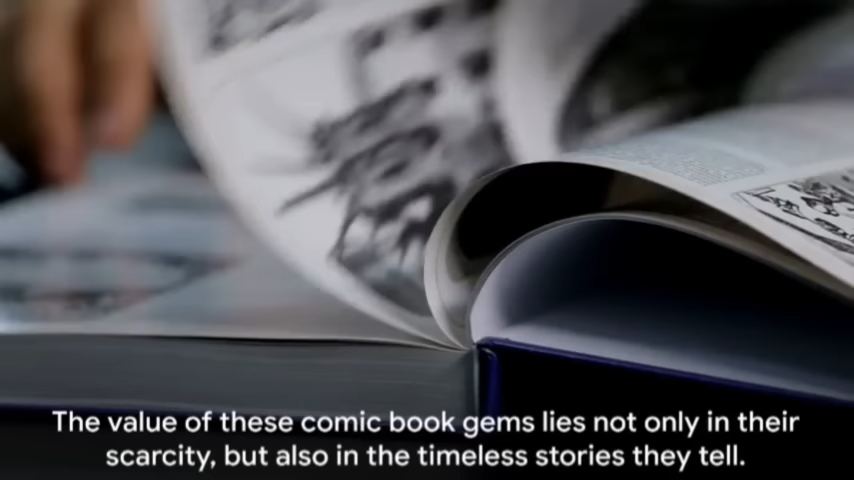 The value of these comic book gems lies not only in their
scarcity, but also in the timeless stories they tell.